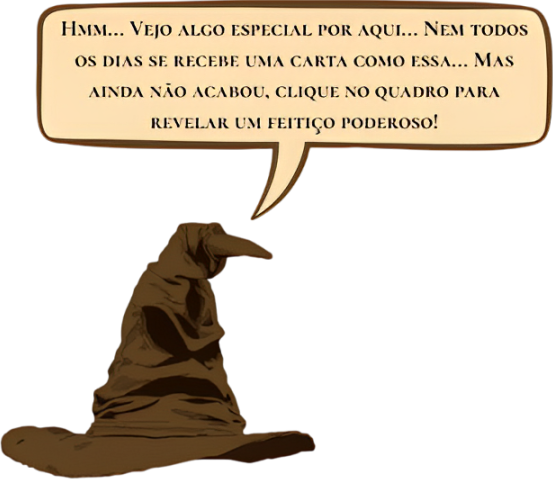 Hmm... Vejo algo especial por aqui... Nem todos
os dias se recebe uma carta como essa... Mas
ainda não acabou, clique no quadro para
revelar um feitiço poderoso!